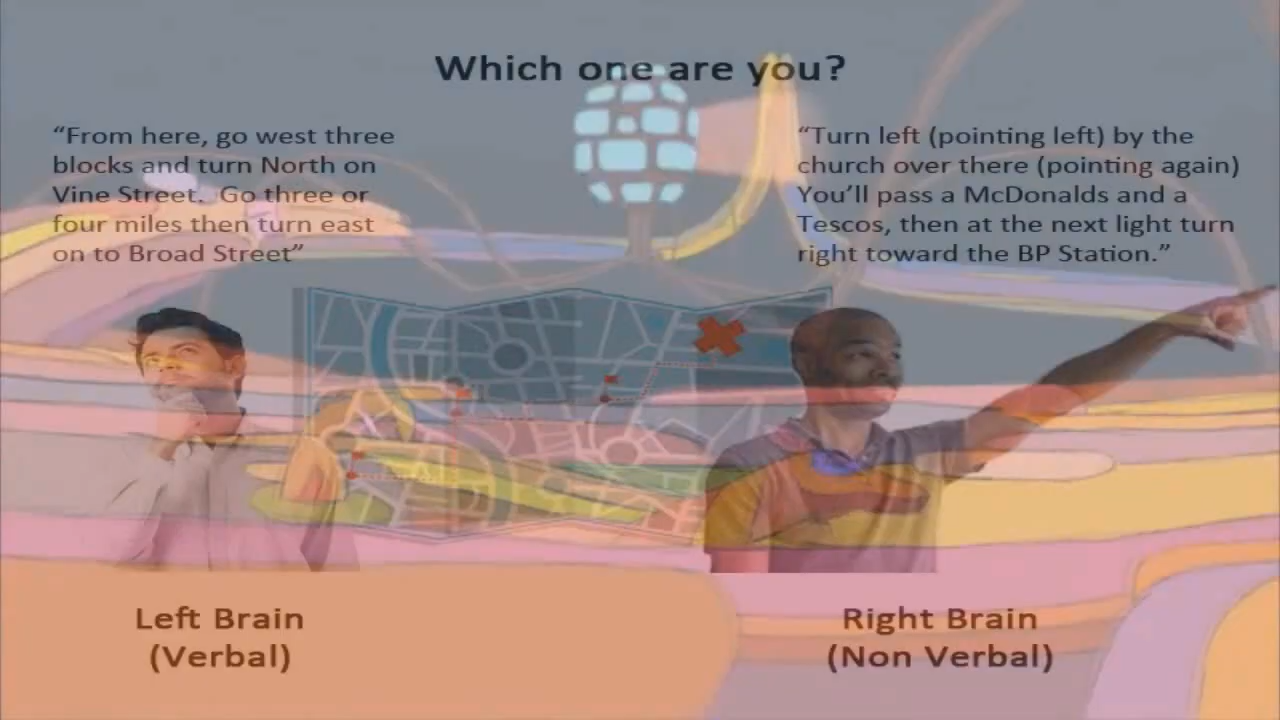 Which one are you?
“From here, go west three
blocks and turn North on
Vine Street.  Go three or
four miles then turn east
on to Broad Street”
“Turn left (pointing left) by the
church over there (pointing again)
You’ll pass a McDonalds and a
Tescos, then at the next light turn
right toward the BP Station.”
Left Brain
(Verbal)
Right Brain
(Non Verbal)